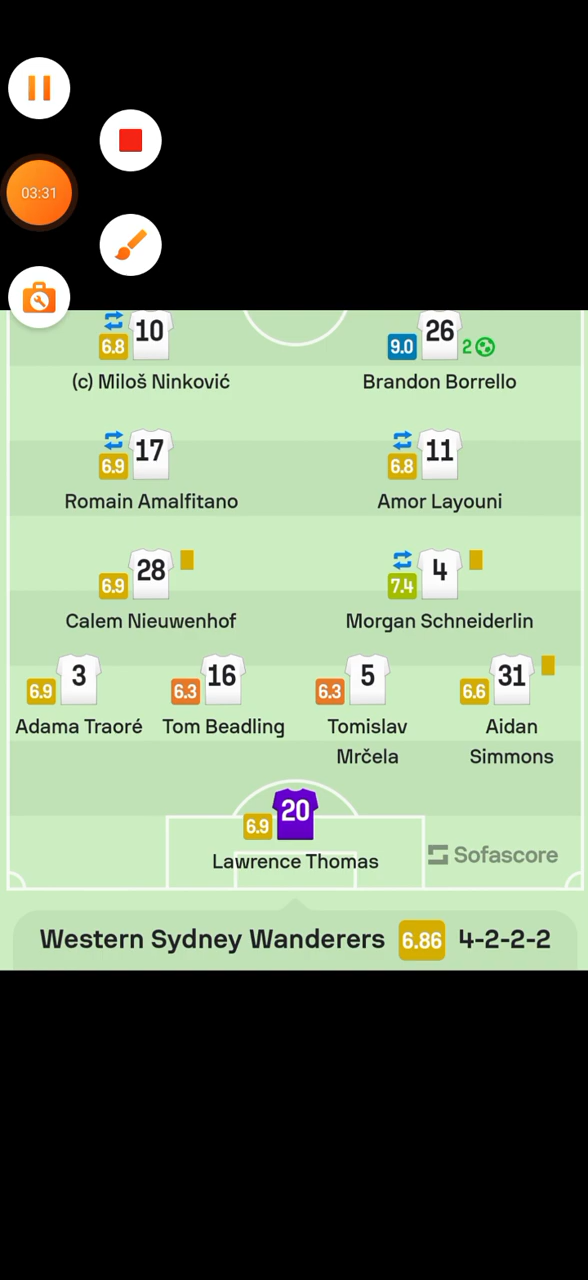 03:31
10 26
6.8 9.0 2
(c) Miloš Ninković Brandon Borrello
17 11
6.9 6.8
Romain Amalfitano Amor Layouni
28 4
6.9 7.4
Calem Nieuwenhof Morgan Schneiderlin
3 16 5 31
6.9 6.3 6.3 6.6
Adama Traoré Tom Beadling Tomislav Aidan
Mrčela Simmons
20
6.9
Lawrence Thomas Sofascore
Western Sydney Wanderers 6.86 4-2-2-2